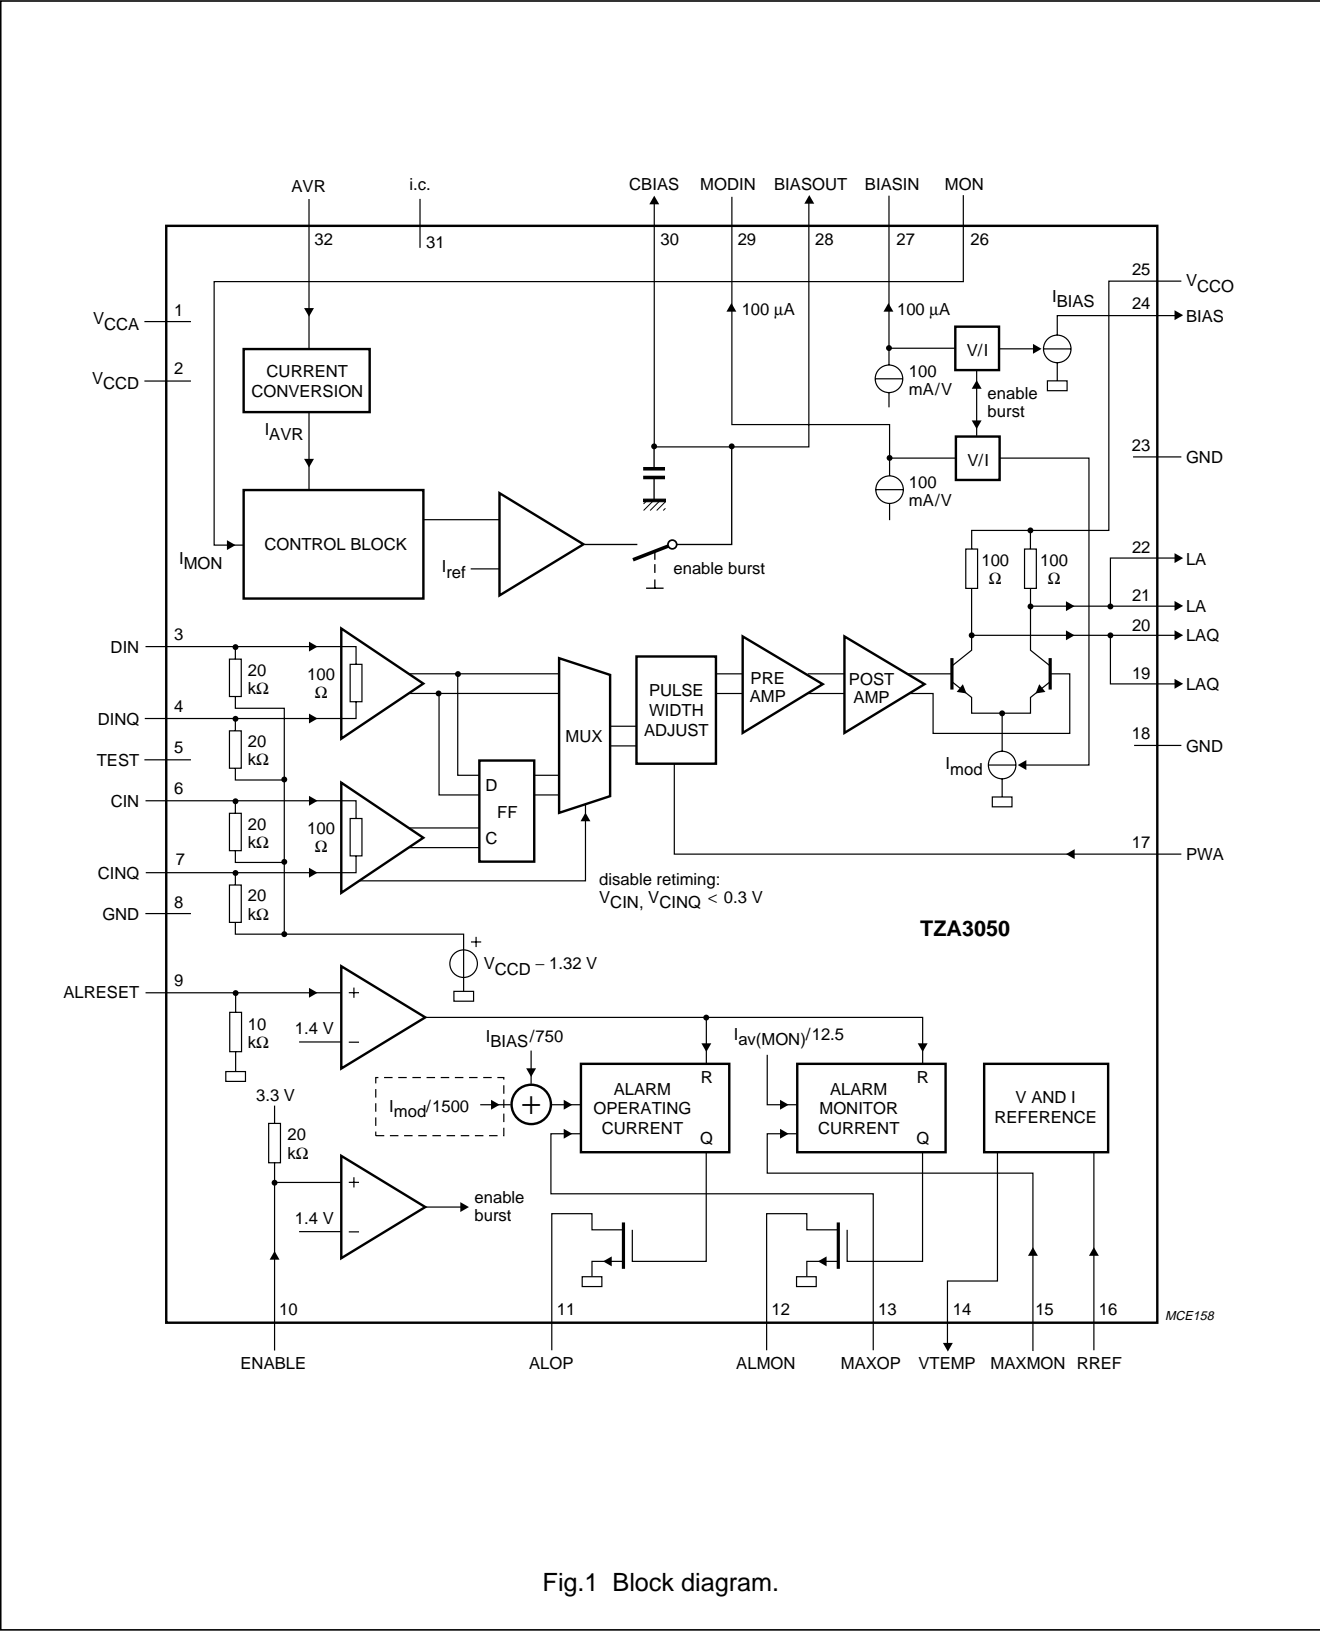 AVR
i.c.
CBIAS
MODIN
BIASOUT
BIASIN
MON
32
31
30
29
28
27
26
25
VCCO
1
VCCA
IBIAS
24
BIAS
100 µA
100 µA
V/I
2
VCCD
CURRENT
CONVERSION
100
mA/V
enable
burst
IAVR
V/I
23
GND
100
mA/V
CONTROL BLOCK
IMON
Iref
enable burst
100
Ω
100
Ω
22
LA
21
LA
20
LAQ
19
LAQ
3
DIN
20
kΩ
100
Ω
4
DINQ
20
kΩ
5
TEST
MUX
PULSE
WIDTH
ADJUST
PRE
AMP
POST
AMP
18
GND
Imod
6
CIN
20
kΩ
100
Ω
D
FF
C
7
CINQ
20
kΩ
8
GND
17
PWA
disable retiming:
VCIN, VCINQ < 0.3 V
TZA3050
+
VCCD − 1.32 V
9
ALRESET
10
kΩ
+
1.4 V
−
IBIAS/750
Iav(MON)/12.5
Imod/1500
+
R
ALARM
OPERATING
CURRENT
Q
R
ALARM
MONITOR
CURRENT
Q
V AND I
REFERENCE
3.3 V
20
kΩ
+
1.4 V
−
enable
burst
10
11
12
13
14
15
16
MCE158
ENABLE
ALOP
ALMON
MAXOP
VTEMP
MAXMON
RREF
Fig.1 Block diagram.